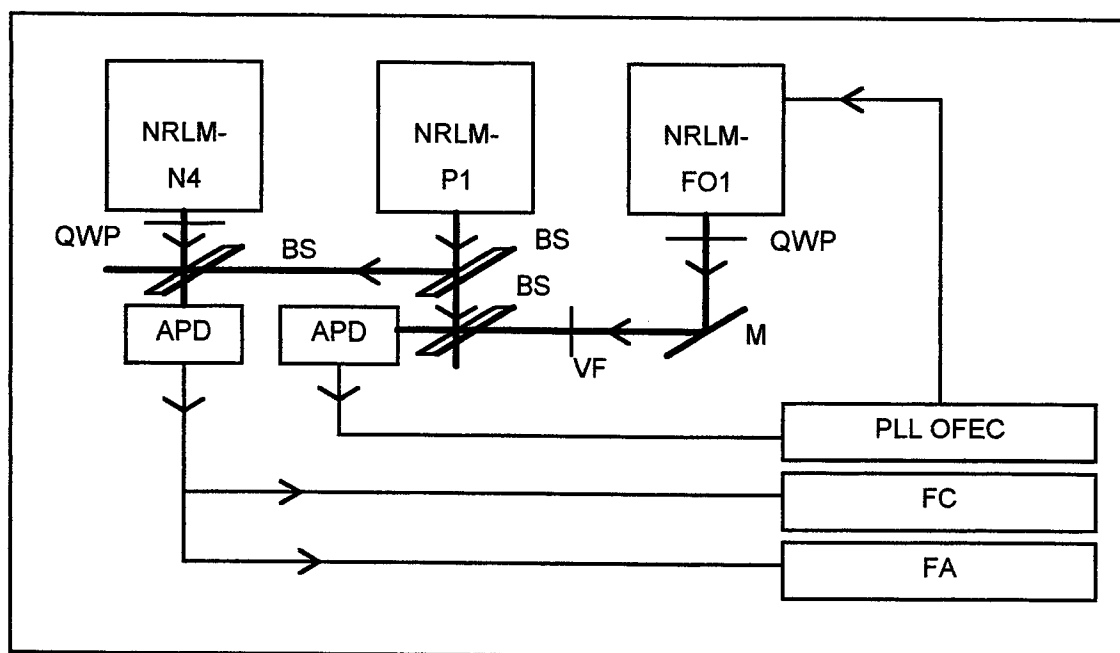 NRLM-
N4
NRLM-
P1
NRLM-
FO1
QWP
BS
BS
QWP
BS
APD
APD
VF
M
PLL OFEC
FC
FA